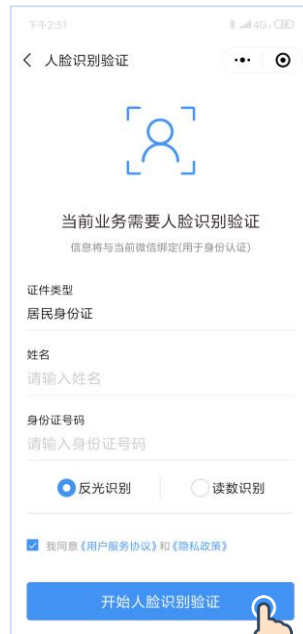 下午2:51
4G
人脸识别验证
当前业务需要人脸识别验证
信息将与当前微信绑定(用于身份认证)
证件类型
居民身份证
姓名
请输入姓名
身份证号码
请输入身份证号码
反光识别 读数识别
我同意《用户服务协议》和《隐私政策》
开始人脸识别验证